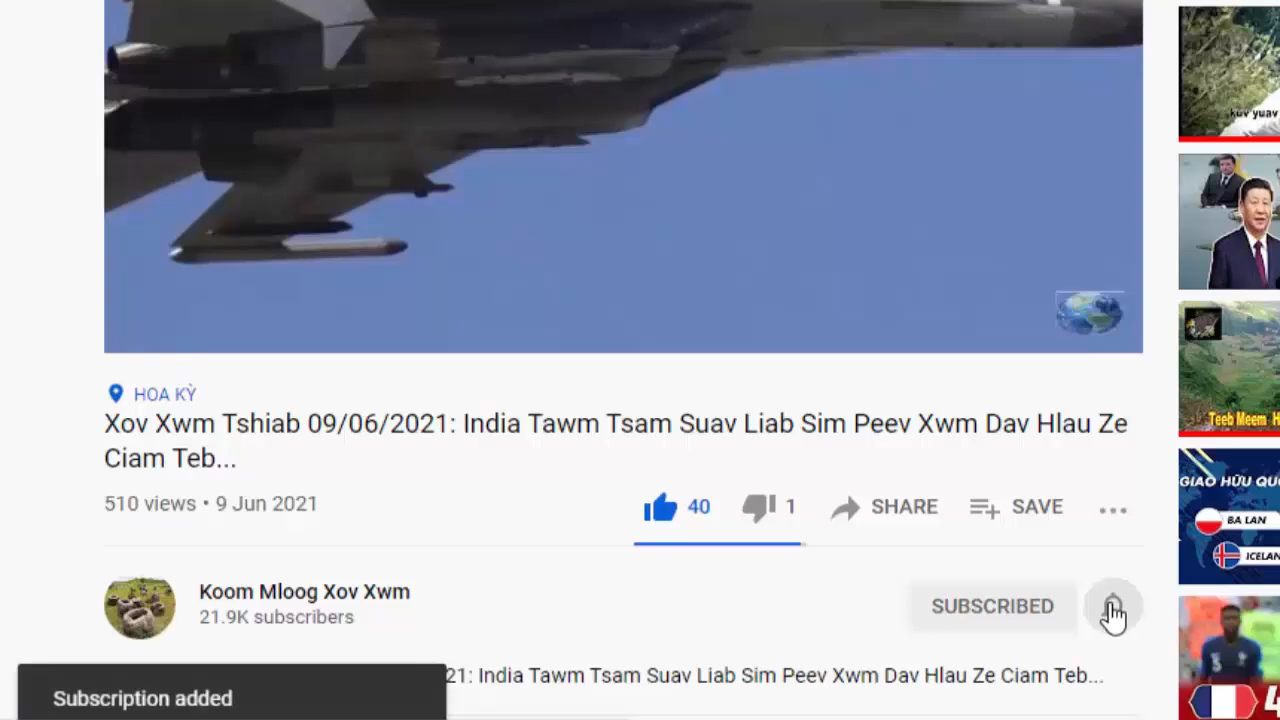 HOA KỲ
Xov Xwm Tshiab 09/06/2021: India Tawm Tsam Suav Liab Sim Peev Xwm Dav Hlau Ze
Ciam Teb...
510 views • 9 Jun 2021
40
1
SHARE
SAVE
Koom Mloog Xov Xwm
21.9K subscribers
SUBSCRIBED
21: India Tawm Tsam Suav Liab Sim Peev Xwm Dav Hlau Ze Ciam Teb...
Subscription added
kuv yuav
Teeb Meem H
GIAO HỮU QUỐ
BA LAN
ICELAN